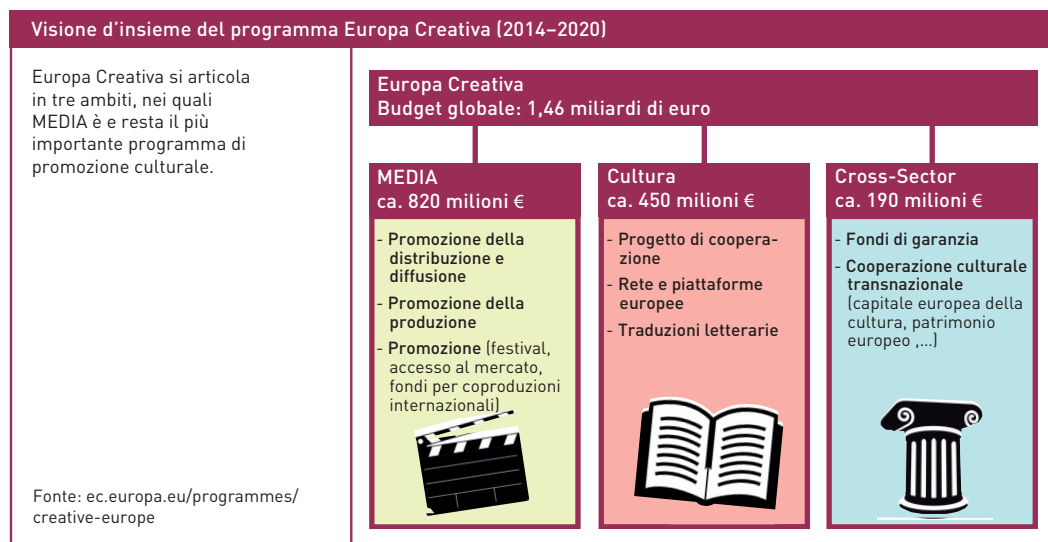 Visione d'insieme del programma Europa Creativa (2014–2020)
Europa Creativa si articola
in tre ambiti, nei quali
MEDIA è e resta il più
importante programma di
promozione culturale.
Fonte: ec.europa.eu/programmes/
creative-europe
Europa Creativa
Budget globale: 1,46 miliardi di euro
MEDIA
ca. 820 milioni €
- Promozione della
distribuzione e
diffusione
- Promozione della
produzione
- Promozione (festival,
accesso al mercato,
fondi per coproduzioni
internazionali)
Cultura
ca. 450 milioni €
- Progetto di coopera-
zione
- Rete e piattaforme
europee
- Traduzioni letterarie
Cross-Sector
ca. 190 milioni €
- Fondi di garanzia
- Cooperazione culturale
transnazionale
(capitale europea della
cultura, patrimonio
europeo ,...)